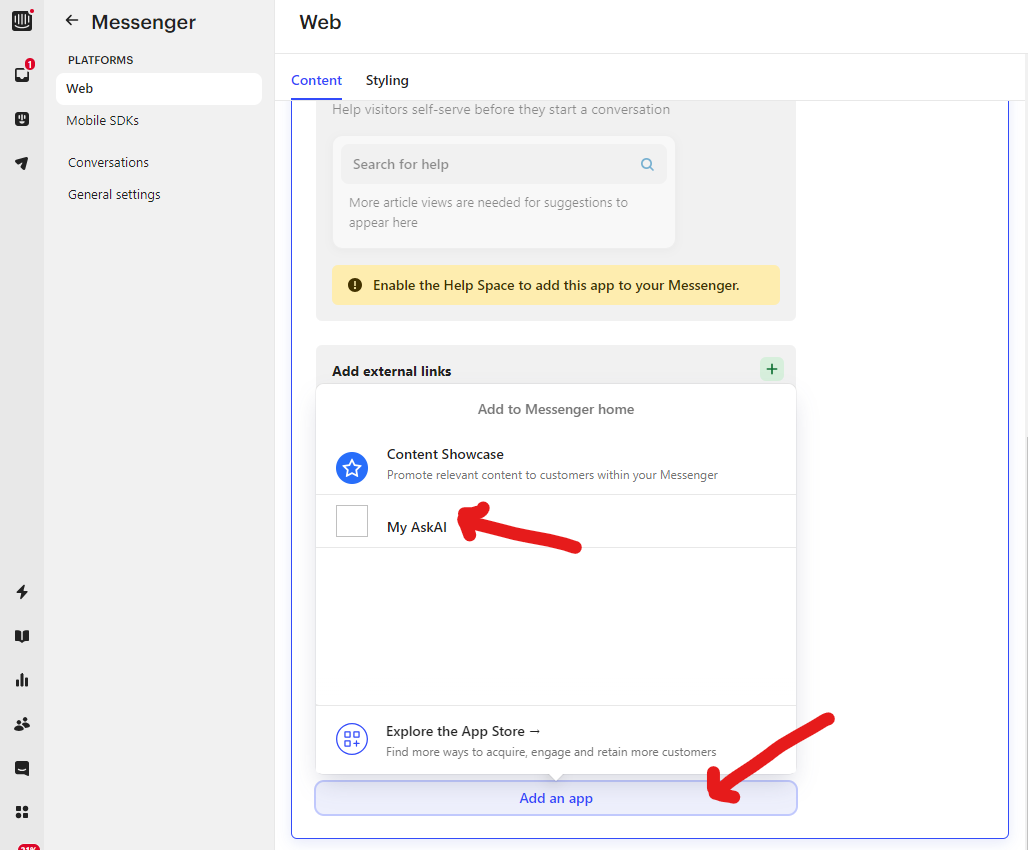 Messenger
PLATFORMS
Web
Mobile SDKs
Conversations
General settings
1
Web
Content
Styling
Help visitors self-serve before they start a conversation
Search for help
More article views are needed for suggestions to
appear here
Enable the Help Space to add this app to your Messenger.
Add external links
Add to Messenger home
Content Showcase
Promote relevant content to customers within your Messenger
My AskAI
Explore the App Store →
Find more ways to acquire, engage and retain more customers
Add an app